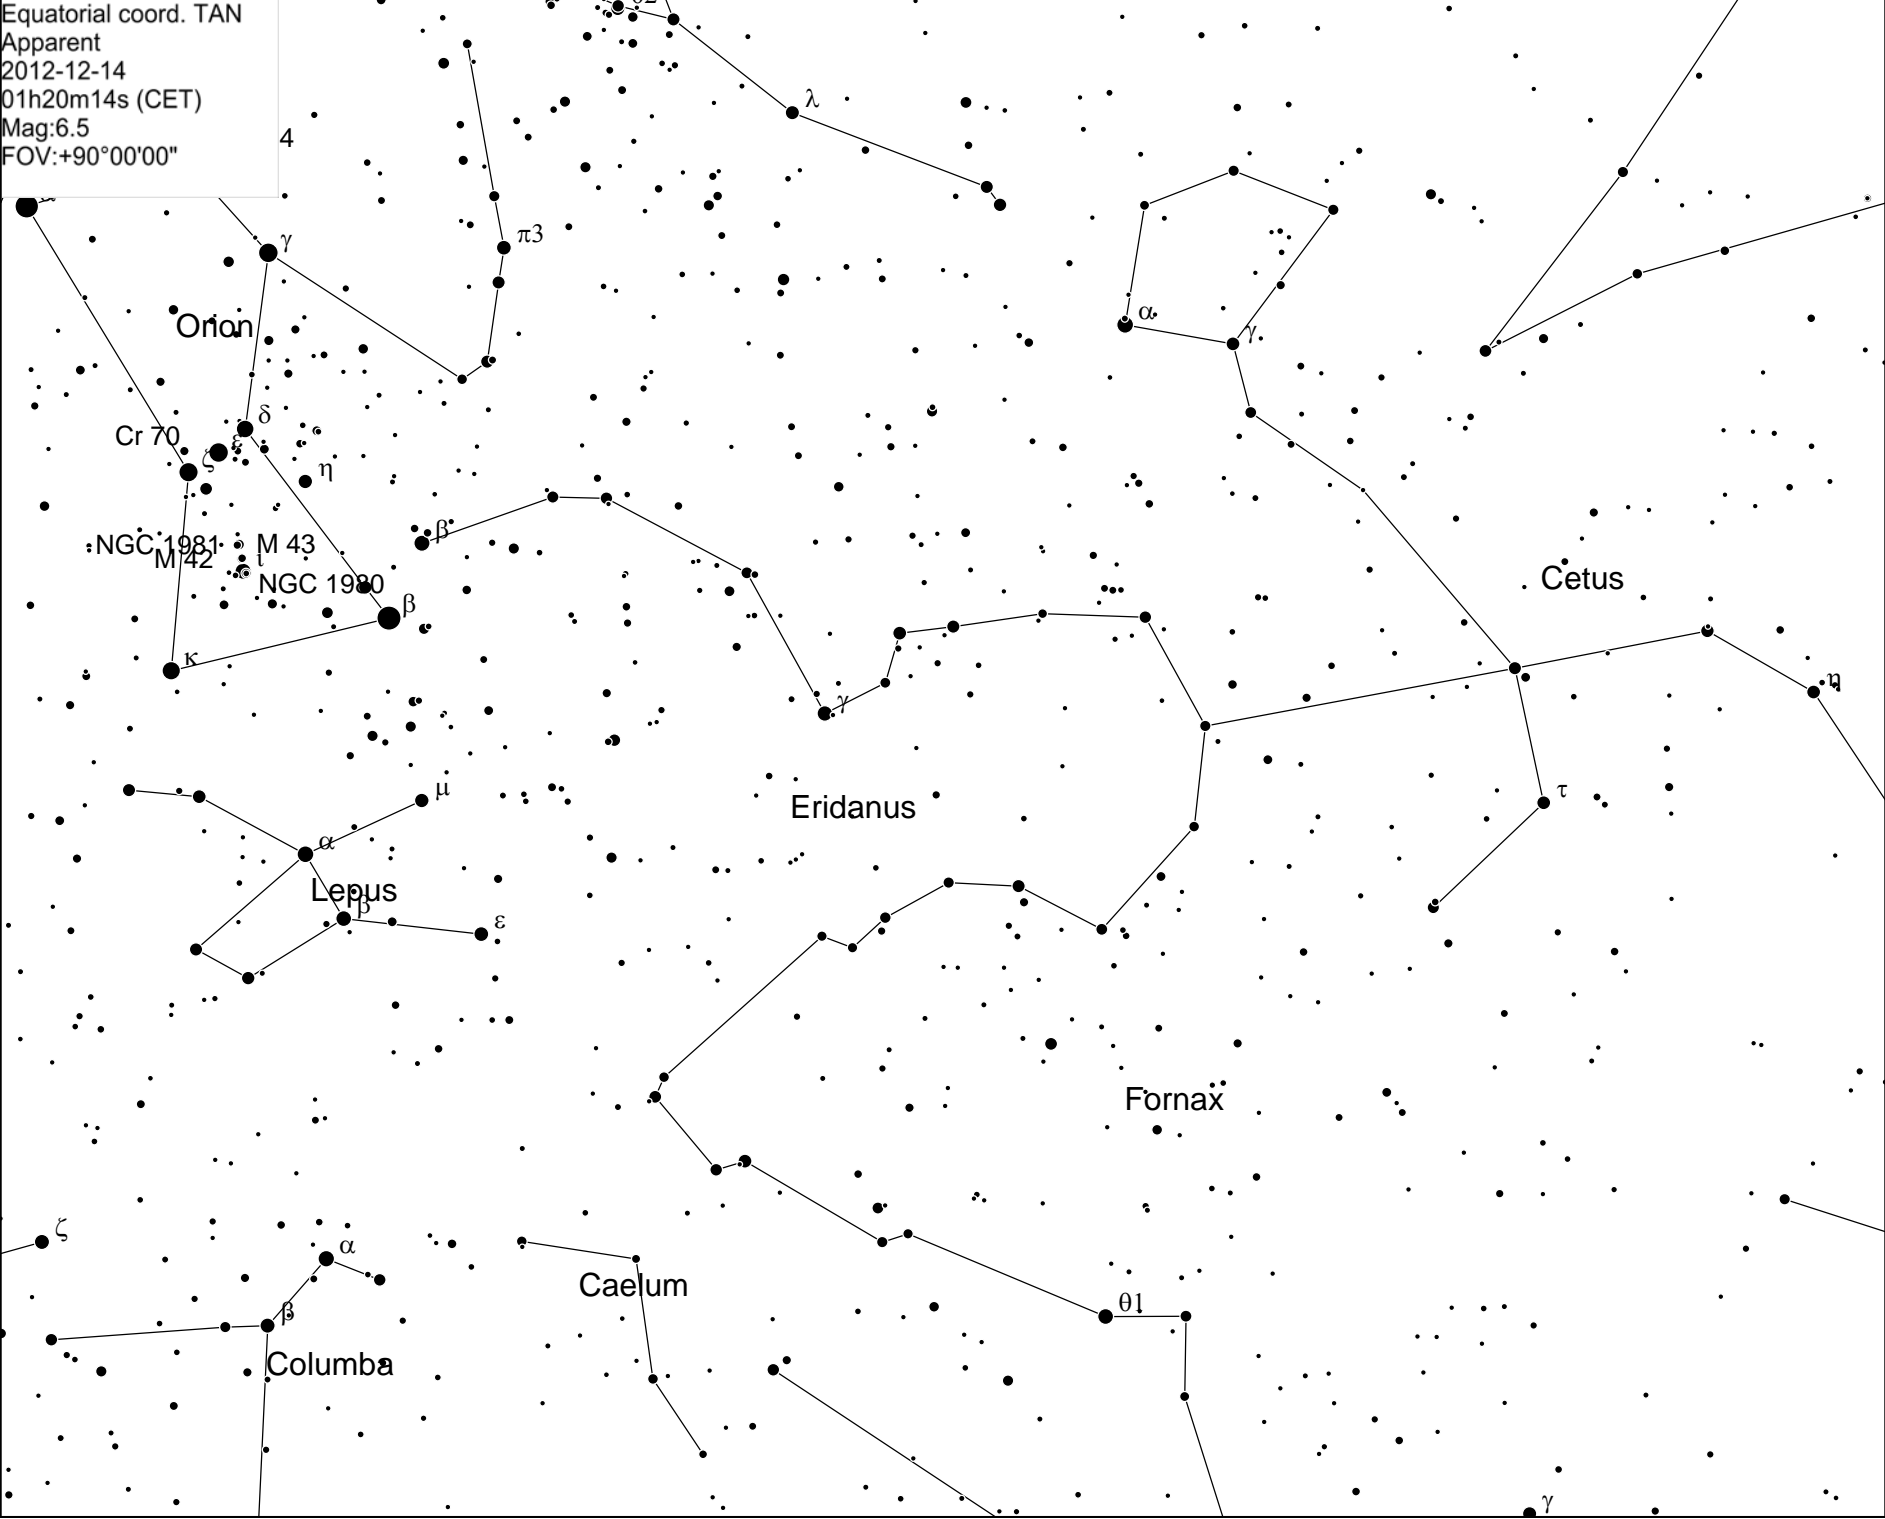 Equatorial coord. TAN
Apparent
2012-12-14
01h20m14s (CET)
Mag:6.5
FOV:+90°00'00"
4
λ
π3
γ
Orion
α
γ
δ
Cr 70
ε
ζ
η
β
NGC 1981
M 43
M 42
ι
NGC 1980
β
κ
Cetus
η
γ
μ
Eridanus
τ
α
Lepus
β
ε
Fornax
ζ
α
Caelum
θ1
β
Columba
γ